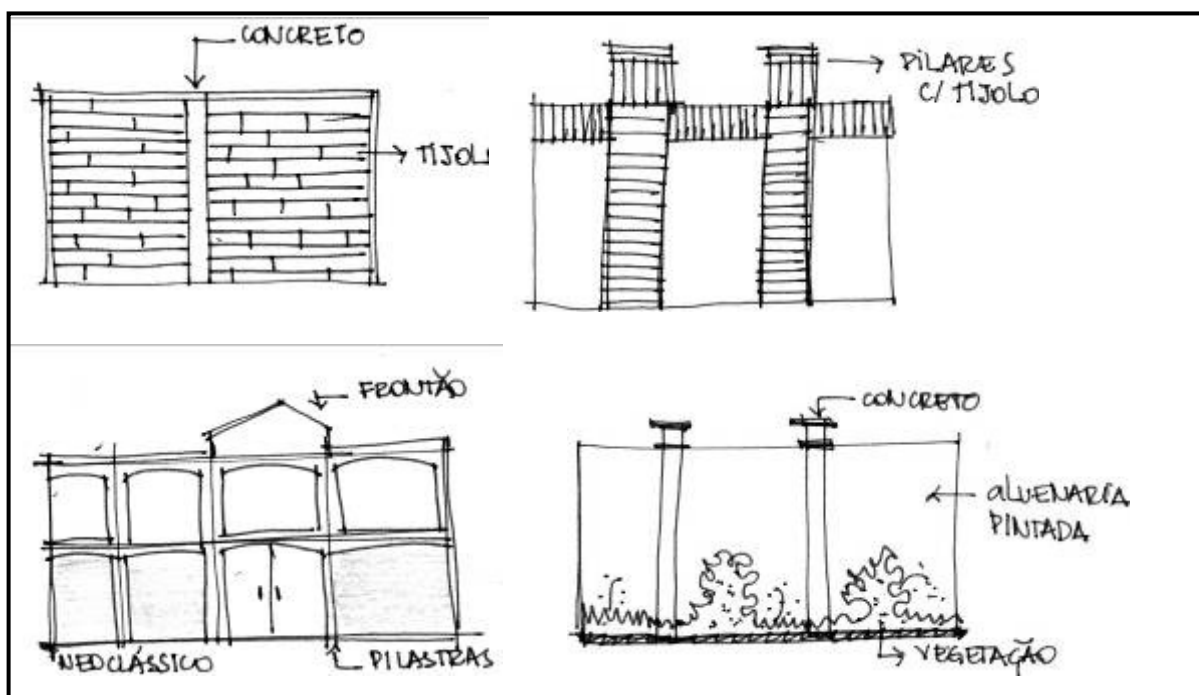 CONCRETO
TIJOLO
PILARES
C/ TIJOLO
FRONTÃO
NEOCLÁSSICO
PILASTRAS
CONCRETO
ALVENARIA
PINTADA
VEGETAÇÃO